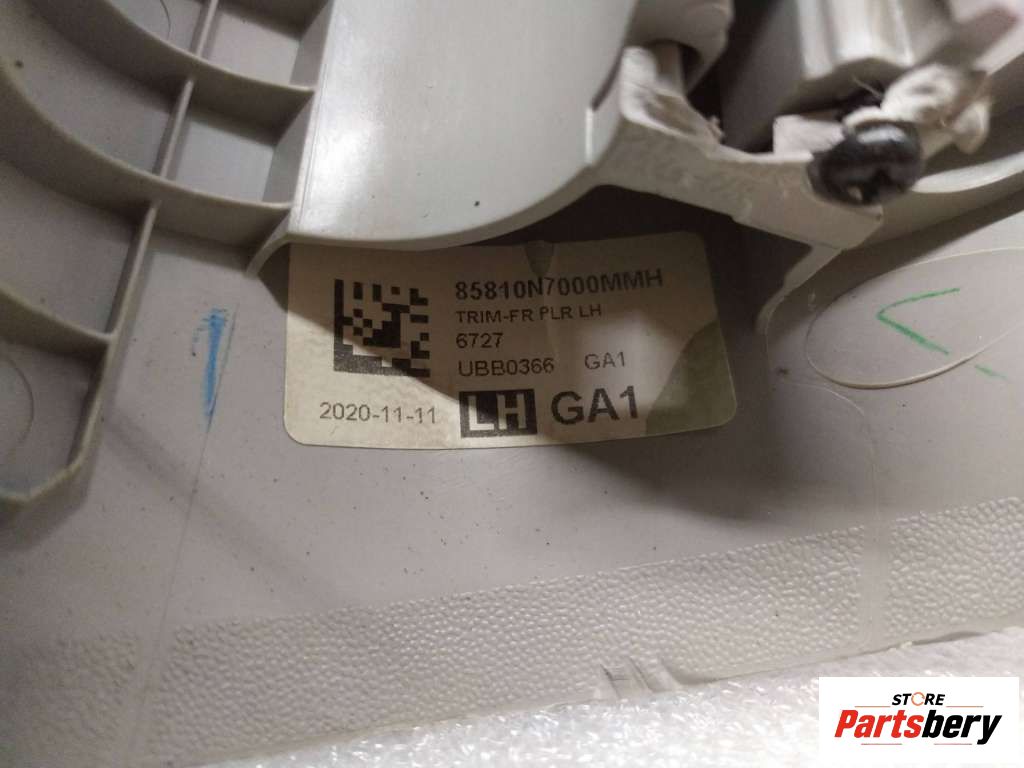 85810N7000MMH
TRIM-FR PLR LH
6727
UBB0366 GA1
2020-11-11 LH GA1
STORE
Partsbery